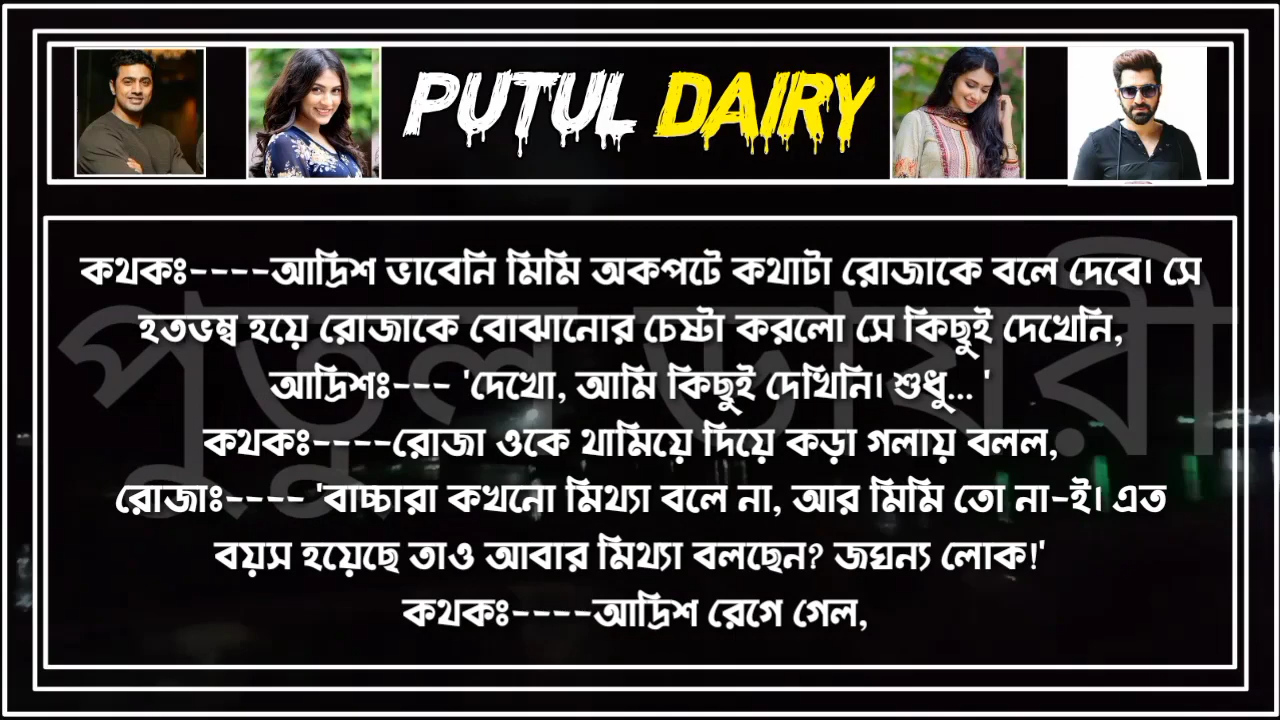 PUTUL DAIRY
কথকঃ----আদ্রিশ ভাবেনি মিমি অকপটে কথাটা রোজাকে বলে দেবে। সে
হতভম্ব হয়ে রোজাকে বোঝানোর চেষ্টা করলো সে কিছুই দেখেনি,
আদ্রিশঃ--- 'দেখো, আমি কিছুই দেখিনি। শুধু... '
কথকঃ----রোজা ওকে থামিয়ে দিয়ে কড়া গলায় বলল,
রোজাঃ---- 'বাচ্চারা কখনো মিথ্যা বলে না, আর মিমি তো না-ই। এত
বয়স হয়েছে তাও আবার মিথ্যা বলছেন? জঘন্য লোক!'
কথকঃ----আদ্রিশ রেগে গেল,
পুতুল ডায়রী